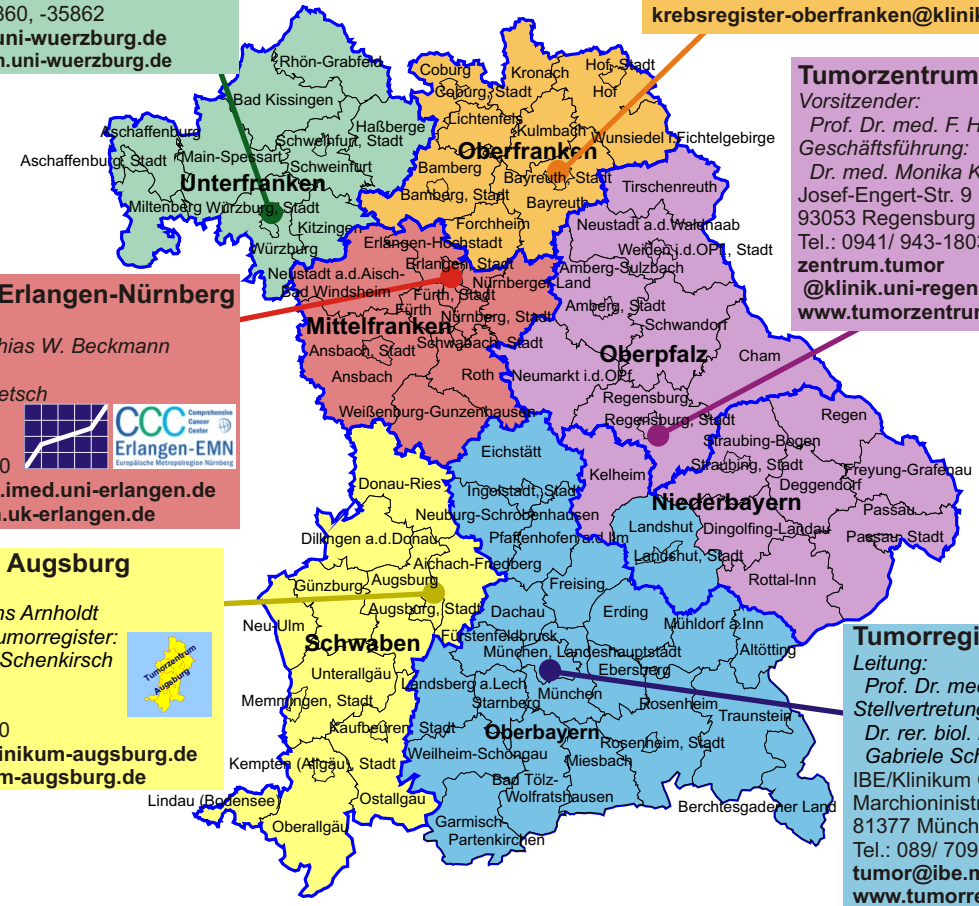 360, -35862
uni-wuerzburg.de
n.uni-wuerzburg.de
krebsregister-oberfranken@klinik
Tumorzentrum
Vorsitzender:
Prof. Dr. med. F. H
Geschäftsführung:
Dr. med. Monika K
Josef-Engert-Str. 9
93053 Regensburg
Tel.: 0941/ 943-1803
zentrum.tumor
@klinik.uni-regen
www.tumorzentrum
Rhön-Grabfeld
Bad Kissingen
Aschaffenburg
Haßberge
Schweinfurt, Stadt
Aschaffenburg, Stadt
Main-Spessart
Schweinfurt
Unterfranken
Miltenberg
Würzburg, Stadt
Kitzingen
Würzburg
Coburg
Kronach
Hof, Stadt
Coburg, Stadt
Hof
Lichtenfels
Kulmbach
Wunsiedel i.Fichtelgebirge
Oberfranken
Bamberg
Bayreuth, Stadt
Bamberg, Stadt
Bayreuth
Forchheim
Erlangen-Höchstadt
Erlangen, Stadt
Neustadt a.d.Aisch-
Bad Windsheim
Nürnberger Land
Fürth, Stadt
Fürth
Nürnberg, Stadt
Mittelfranken
Schwabach, Stadt
Ansbach, Stadt
Ansbach
Roth
Weißenburg-Gunzenhausen
Tirschenreuth
Neustadt a.d.Waldnaab
Weiden i.d.OPf., Stadt
Amberg-Sulzbach
Amberg, Stadt
Schwandorf
Oberpfalz
Cham
Neumarkt i.d.OPf.
Regensburg
Regensburg, Stadt
Erlangen-Nürnberg
hias W. Beckmann
etsch
CCC
Comprehensive
Cancer
Center
Erlangen-EMN
Europäische Metropolregion Nürnberg
0
.imed.uni-erlangen.de
n.uk-erlangen.de
Regen
Straubing-Bogen
Straubing, Stadt
Freyung-Grafenau
Deggendorf
Kelheim
Niederbayern
Passau
Landshut
Dingolfing-Landau
Passau, Stadt
Landshut, Stadt
Rottal-Inn
Eichstätt
Ingolstadt, Stadt
Neuburg-Schrobenhausen
Pfaffenhofen a.d.Ilm
Donau-Ries
Dillingen a.d.Donau
Aichach-Friedberg
Günzburg
Augsburg
Augsburg, Stadt
Neu-Ulm
Schwaben
Unterallgäu
Memmingen, Stadt
Kaufbeuren, Stadt
Kempten (Allgäu), Stadt
Lindau (Bodensee)
Ostallgäu
Oberallgäu
Augsburg
ns Arnholdt
umorregister:
Schenkirsch
Tumorzentrum
Augsburg
0
linikum-augsburg.de
m-augsburg.de
Freising
Dachau
Erding
Mühldorf a.Inn
Fürstenfeldbruck
München, Landeshauptstadt
Altötting
Ebersberg
Landsberg a.Lech
München
Starnberg
Rosenheim
Traunstein
Oberbayern
Rosenheim, Stadt
Weilheim-Schongau
Miesbach
Bad Tölz-
Wolfratshausen
Berchtesgadener Land
Garmisch-
Partenkirchen
Tumorregi
Leitung:
Prof. Dr. med
Stellvertretung
Dr. rer. biol.
Gabriele Sch
IBE/Klinikum
Marchioninistr
81377 Münch
Tel.: 089/ 709
tumor@ibe.m
www.tumorre